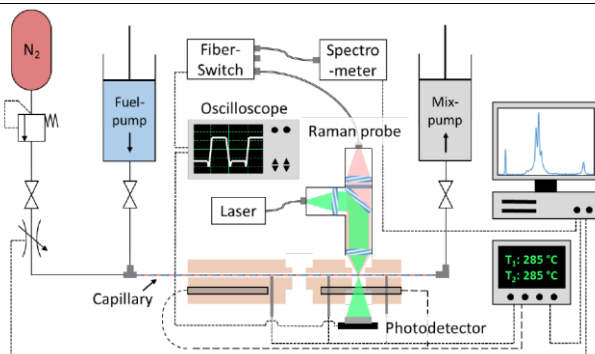 N2
Fiber-
Switch
Spectro
-meter
Fuel-
pump
Oscilloscope
Raman probe
Mix-
pump
Laser
T1: 285 °C
T2: 285 °C
Capillary
Photodetector